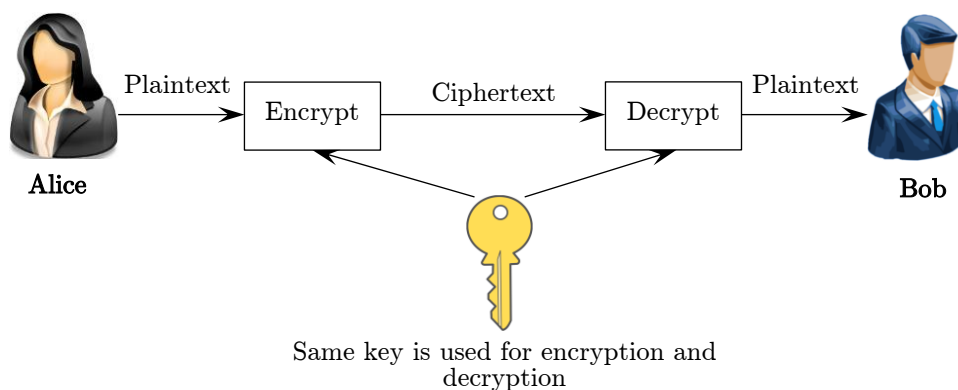 Plaintext
Ciphertext
Plaintext
Encrypt
Decrypt
Alice
Bob
Same key is used for encryption and
decryption